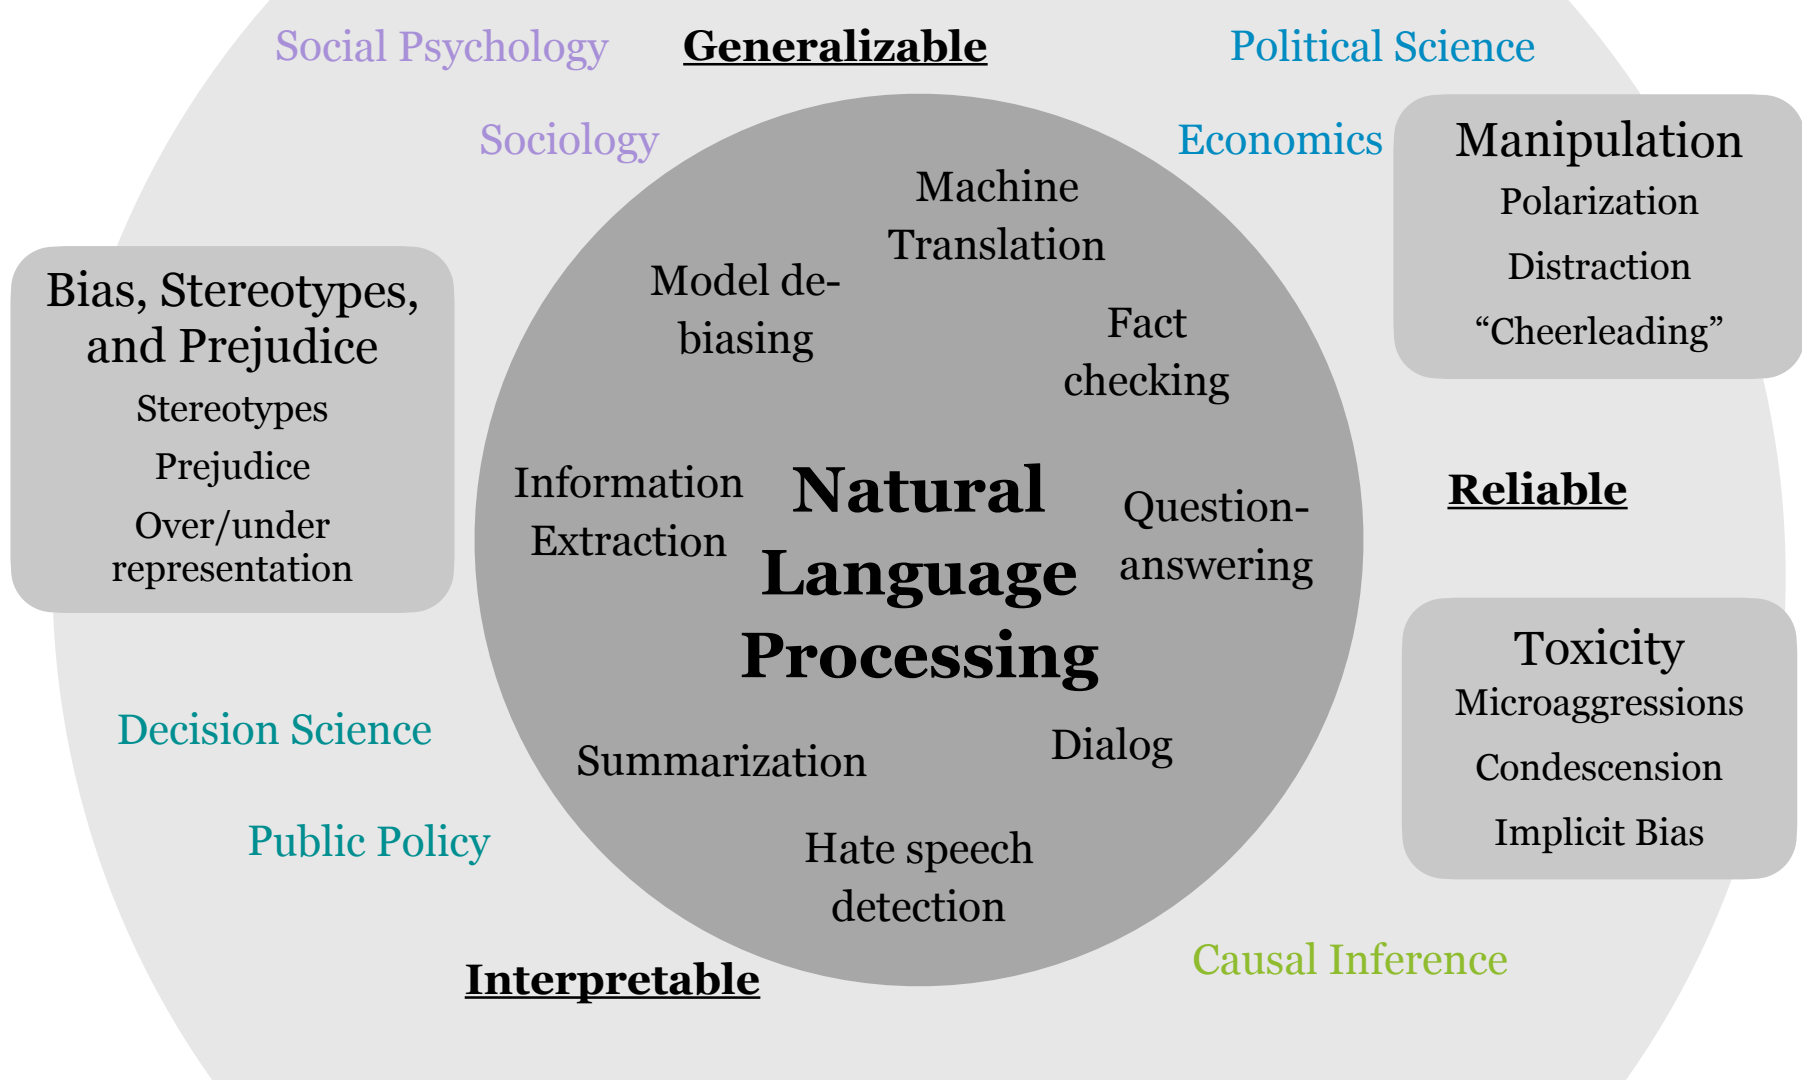 Social Psychology
Generalizable
Political Science
Sociology
Economics
Manipulation
Polarization
Distraction
“Cheerleading”
Machine
Translation
Model de-
biasing
Fact
checking
Bias, Stereotypes,
and Prejudice
Stereotypes
Prejudice
Over/under
representation
Information
Extraction
Natural
Language
Processing
Question-
answering
Reliable
Toxicity
Microaggressions
Condescension
Implicit Bias
Decision Science
Summarization
Dialog
Public Policy
Hate speech
detection
Interpretable
Causal Inference